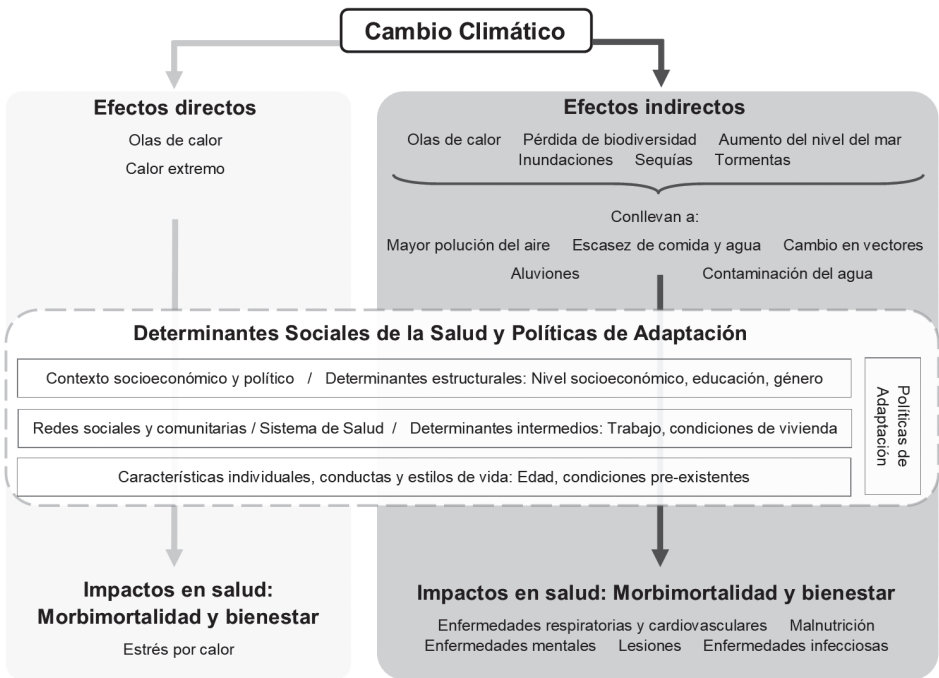 Cambio Climático
Efectos directos
Olas de calor
Calor extremo
Efectos indirectos
Olas de calor Pérdida de biodiversidad Aumento del nivel del mar
Inundaciones Sequías Tormentas
Conllevan a:
Mayor polución del aire Escasez de comida y agua Cambio en vectores
Aluviones Contaminación del agua
Determinantes Sociales de la Salud y Políticas de Adaptación
Contexto socioeconómico y político / Determinantes estructurales: Nivel socioeconómico, educación, género
Redes sociales y comunitarias / Sistema de Salud / Determinantes intermedios: Trabajo, condiciones de vivienda
Características individuales, conductas y estilos de vida: Edad, condiciones pre-existentes
Políticas de
Adaptación
Impactos en salud:
Morbimortalidad y bienestar
Estrés por calor
Impactos en salud: Morbimortalidad y bienestar
Enfermedades respiratorias y cardiovasculares Malnutrición
Enfermedades mentales Lesiones Enfermedades infecciosas